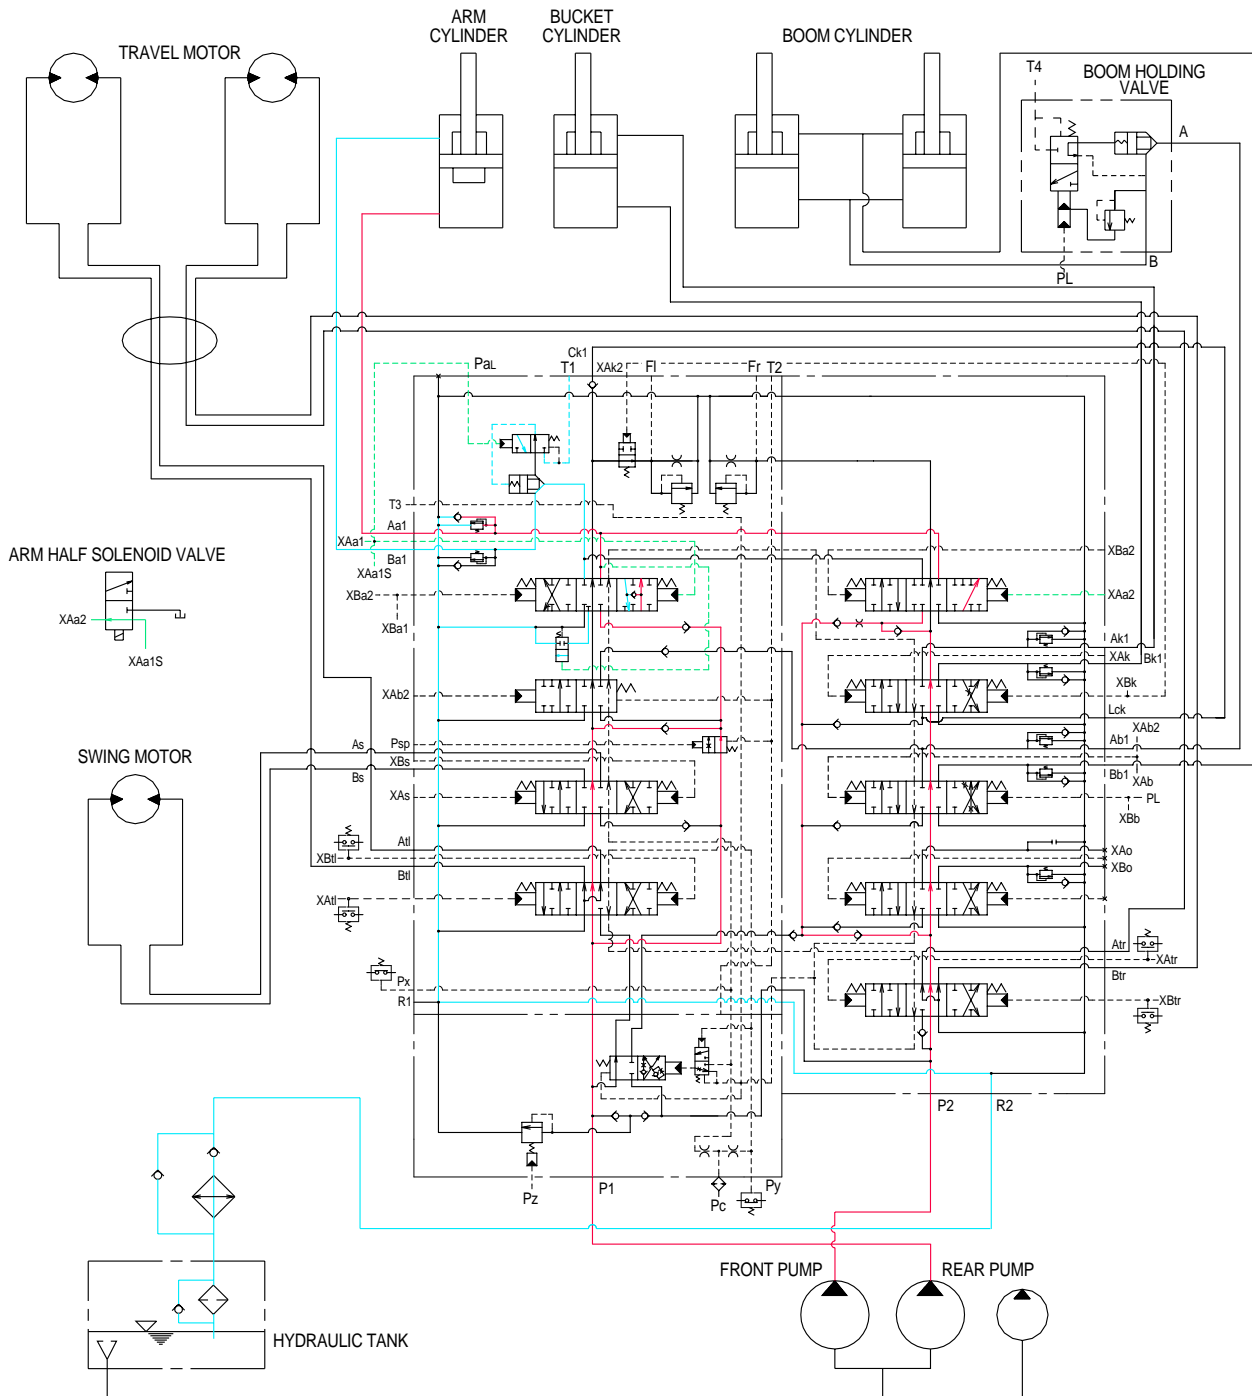 ARM
CYLINDER
BUCKET
CYLINDER
BOOM CYLINDER
TRAVEL MOTOR
T4
BOOM HOLDING
VALVE
A
B
PL
Ck1
PaL
T1
XAk2
Fl
Fr
T2
T3
Aa1
XAa1
Ba1
XAa1S
XBa2
XBa1
XBa2
XAa2
ARM HALF SOLENOID VALVE
XAa2
XAa1S
Ak1
XAk
Bk1
XBk
XAb2
Lck
XAb2
As
Psp
Ab1
XBs
Bs
Bb1
XAb
SWING MOTOR
XAs
PL
XBb
Atl
XBtl
Btl
XAo
XBo
XAtl
Atr
XAtr
Px
Btr
R1
XBtr
P2
R2
Pz
P1
Pc
Py
FRONT PUMP
REAR PUMP
HYDRAULIC TANK